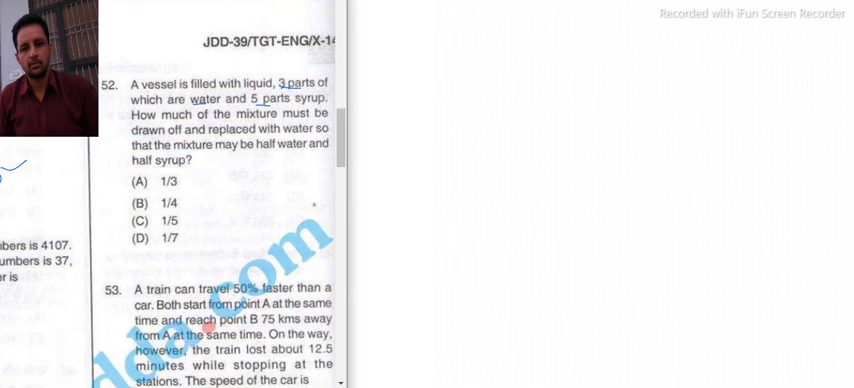 Recorded with iFun Screen Recorder
JDD-39/TGT-ENG/X-14
52. A vessel is filled with liquid, 3 parts of
which are water and 5 parts syrup.
How much of the mixture must be
drawn off and replaced with water so
that the mixture may be half water and
half syrup?
(A) 1/3
(B) 1/4
(C) 1/5
(D) 1/7
nbers is 4107.
umbers is 37,
er is
53. A train can travel 50% faster than a
car. Both start from point A at the same
time and reach point B 75 kms away
from A at the same time. On the way,
however, the train lost about 12.5
minutes while stopping at the
stations. The speed of the car is
dda.com